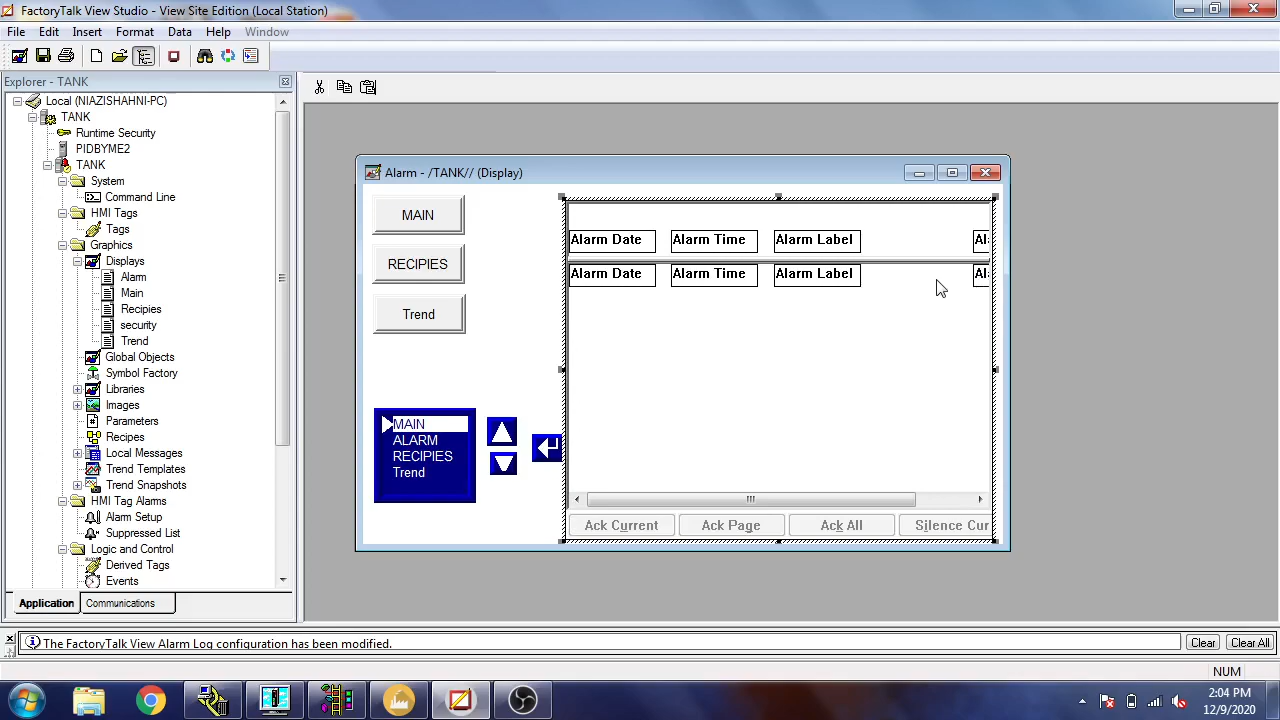 FactoryTalk View Studio - View Site Edition (Local Station)
File Edit Insert Format Data Help Window
Explorer - TANK
Local (NIAZISHAHNI-PC)
TANK
Runtime Security
PIDBYME2
TANK
System
Command Line
HMI Tags
Tags
Graphics
Displays
Alarm
Main
Recipies
security
Trend
Global Objects
Symbol Factory
Libraries
Images
Parameters
Recipes
Local Messages
Trend Templates
Trend Snapshots
HMI Tag Alarms
Alarm Setup
Suppressed List
Logic and Control
Derived Tags
Events
Application Communications
Alarm - /TANK// (Display)
MAIN
RECIPIES
Trend
MAIN
ALARM
RECIPIES
Trend
Alarm Date Alarm Time Alarm Label Al
Alarm Date Alarm Time Alarm Label Al
Ack Current Ack Page Ack All Silence Cur
The FactoryTalk View Alarm Log configuration has been modified.
Clear Clear All
NUM
2:04 PM
12/9/2020